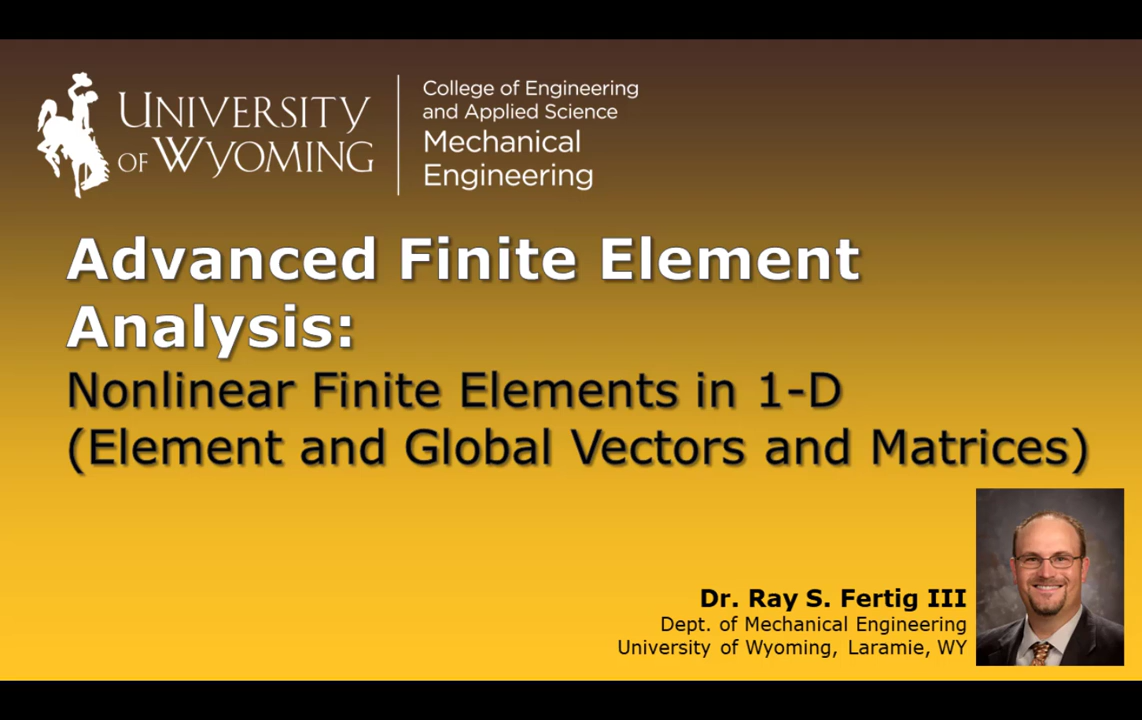 UNIVERSITY
OF WYOMING
College of Engineering
and Applied Science
Mechanical
Engineering
Advanced Finite Element
Analysis:
Nonlinear Finite Elements in 1-D
(Element and Global Vectors and Matrices)
Dr. Ray S. Fertig III
Dept. of Mechanical Engineering
University of Wyoming, Laramie, WY